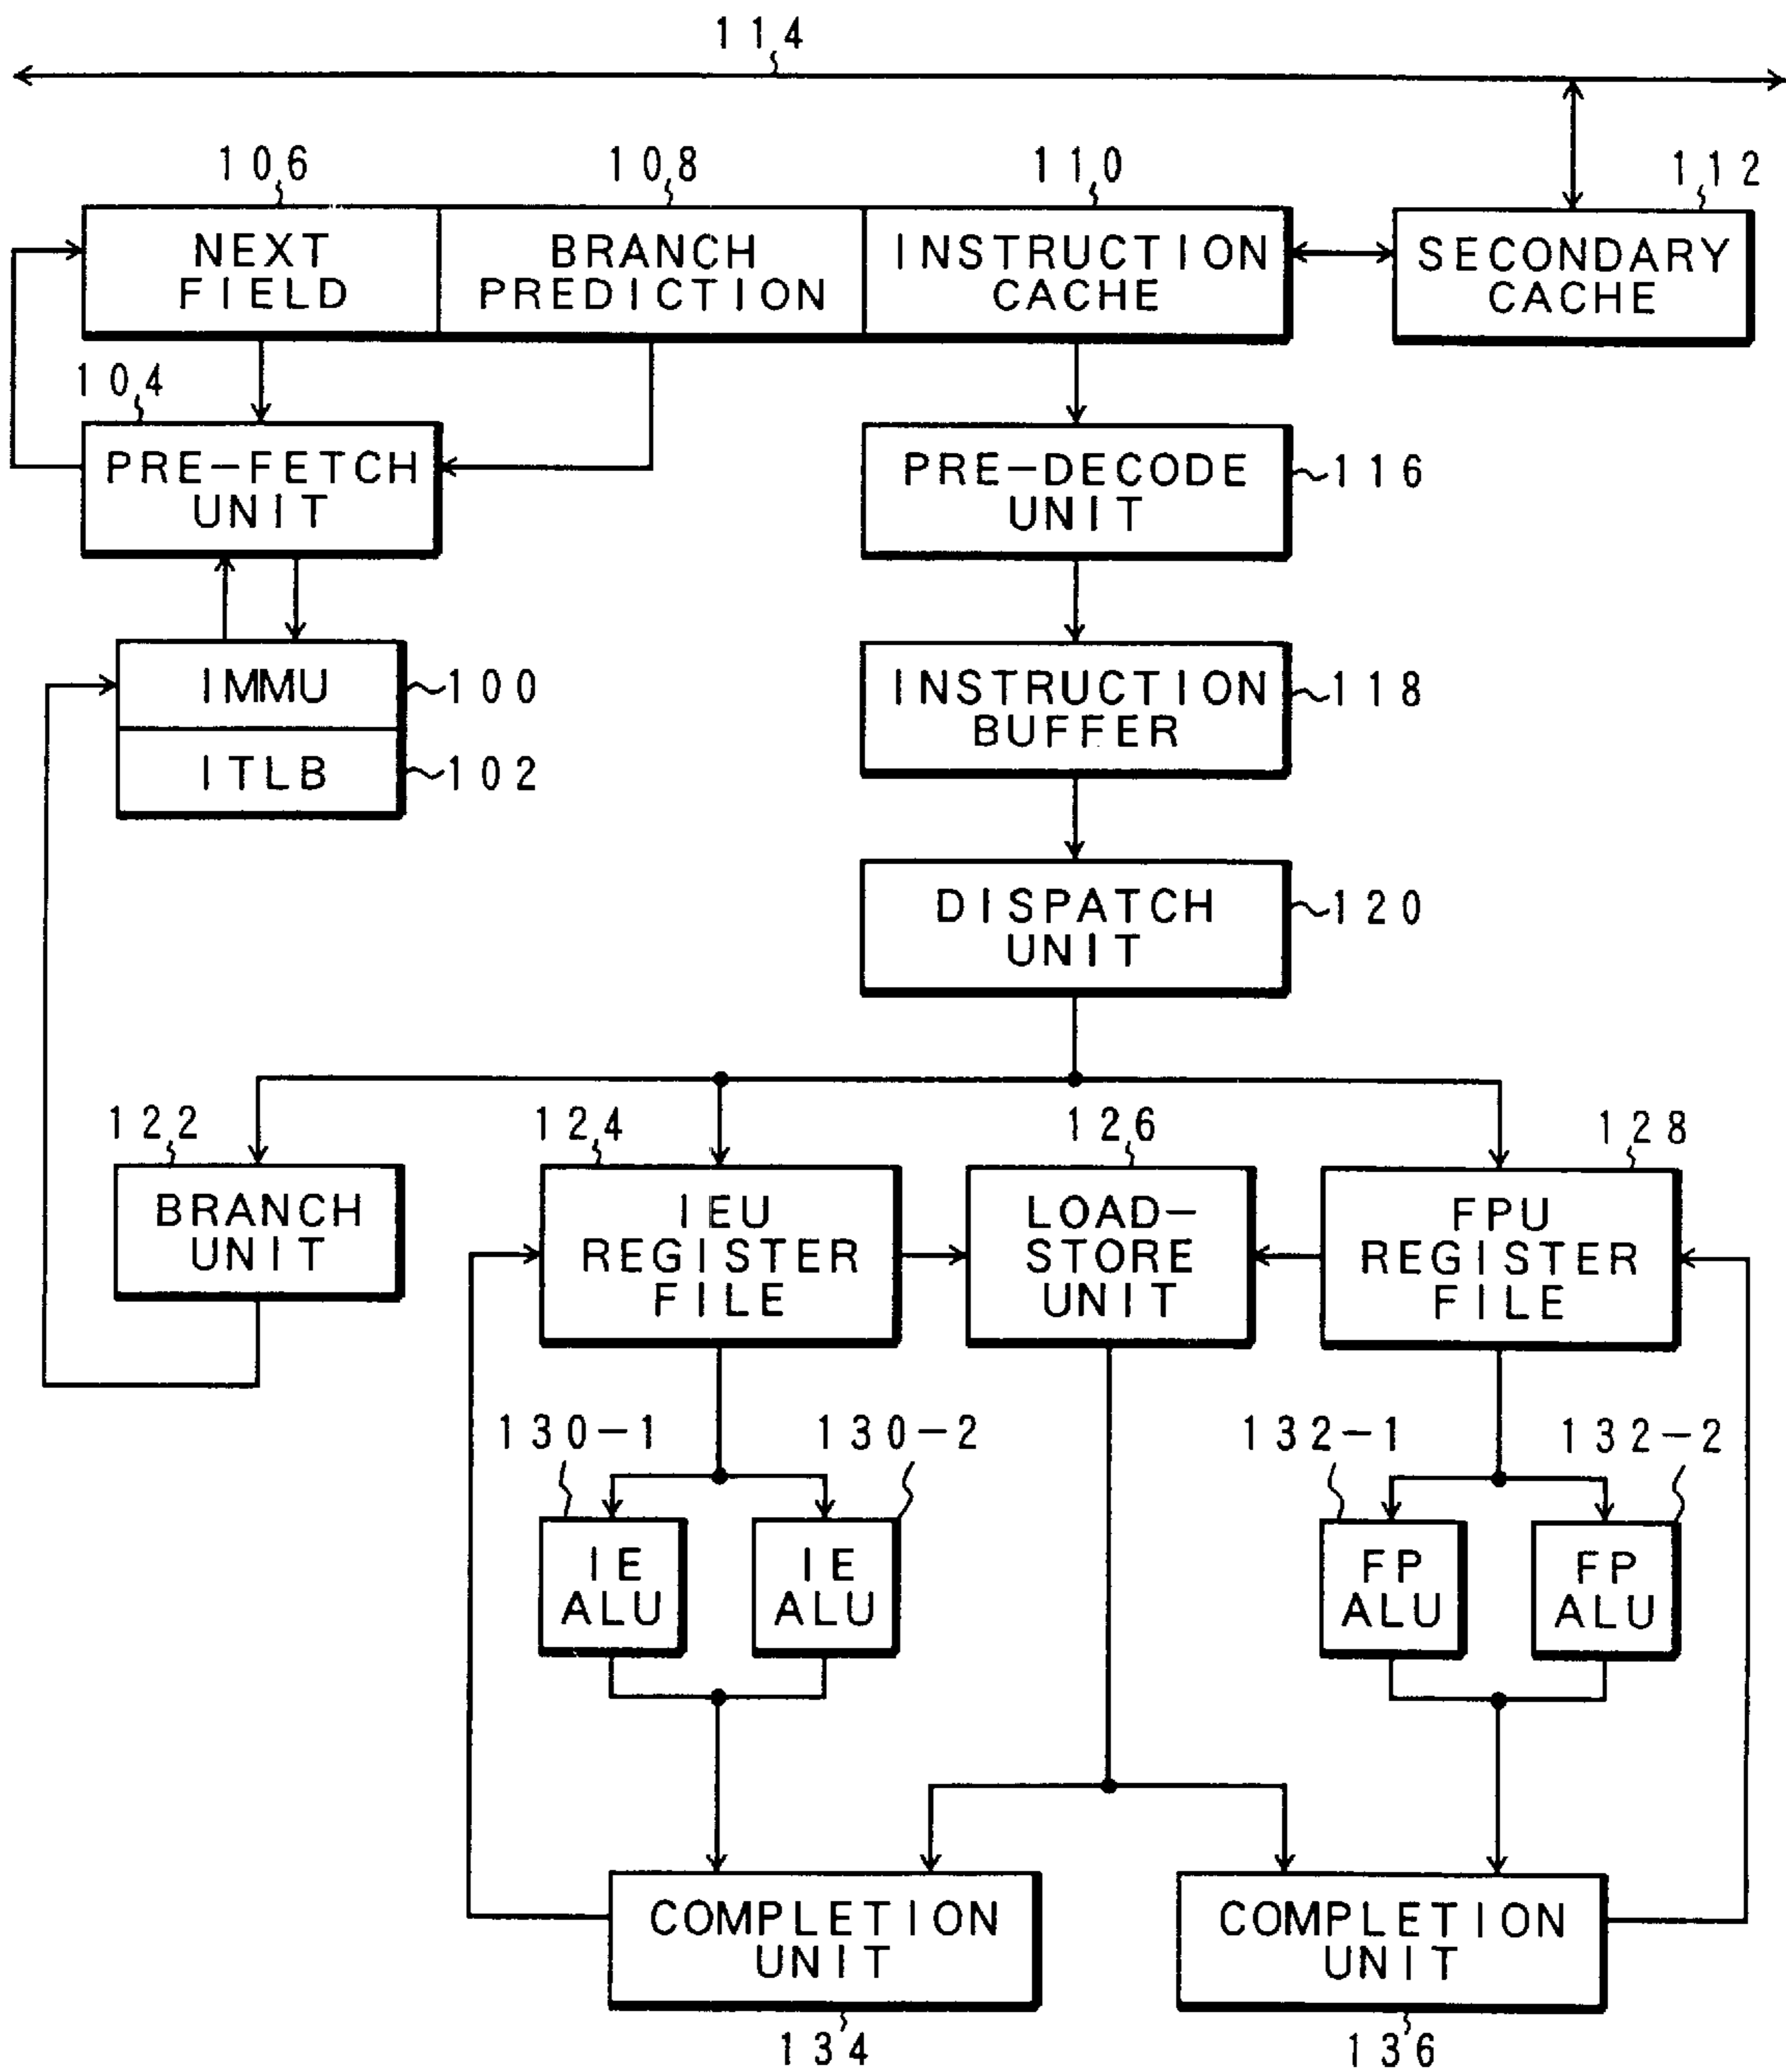 114
106
108
110
112
NEXT
FIELD
BRANCH
PREDICTION
INSTRUCTION
CACHE
SECONDARY
CACHE
104
PRE-FETCH
UNIT
PRE-DECODE
UNIT
116
IMMU
100
ITLB
102
INSTRUCTION
BUFFER
118
DISPATCH
UNIT
120
122
124
126
128
BRANCH
UNIT
IEU
REGISTER
FILE
LOAD-
STORE
UNIT
FPU
REGISTER
FILE
130-1
130-2
132-1
132-2
IE
ALU
IE
ALU
FP
ALU
FP
ALU
COMPLETION
UNIT
COMPLETION
UNIT
134
136